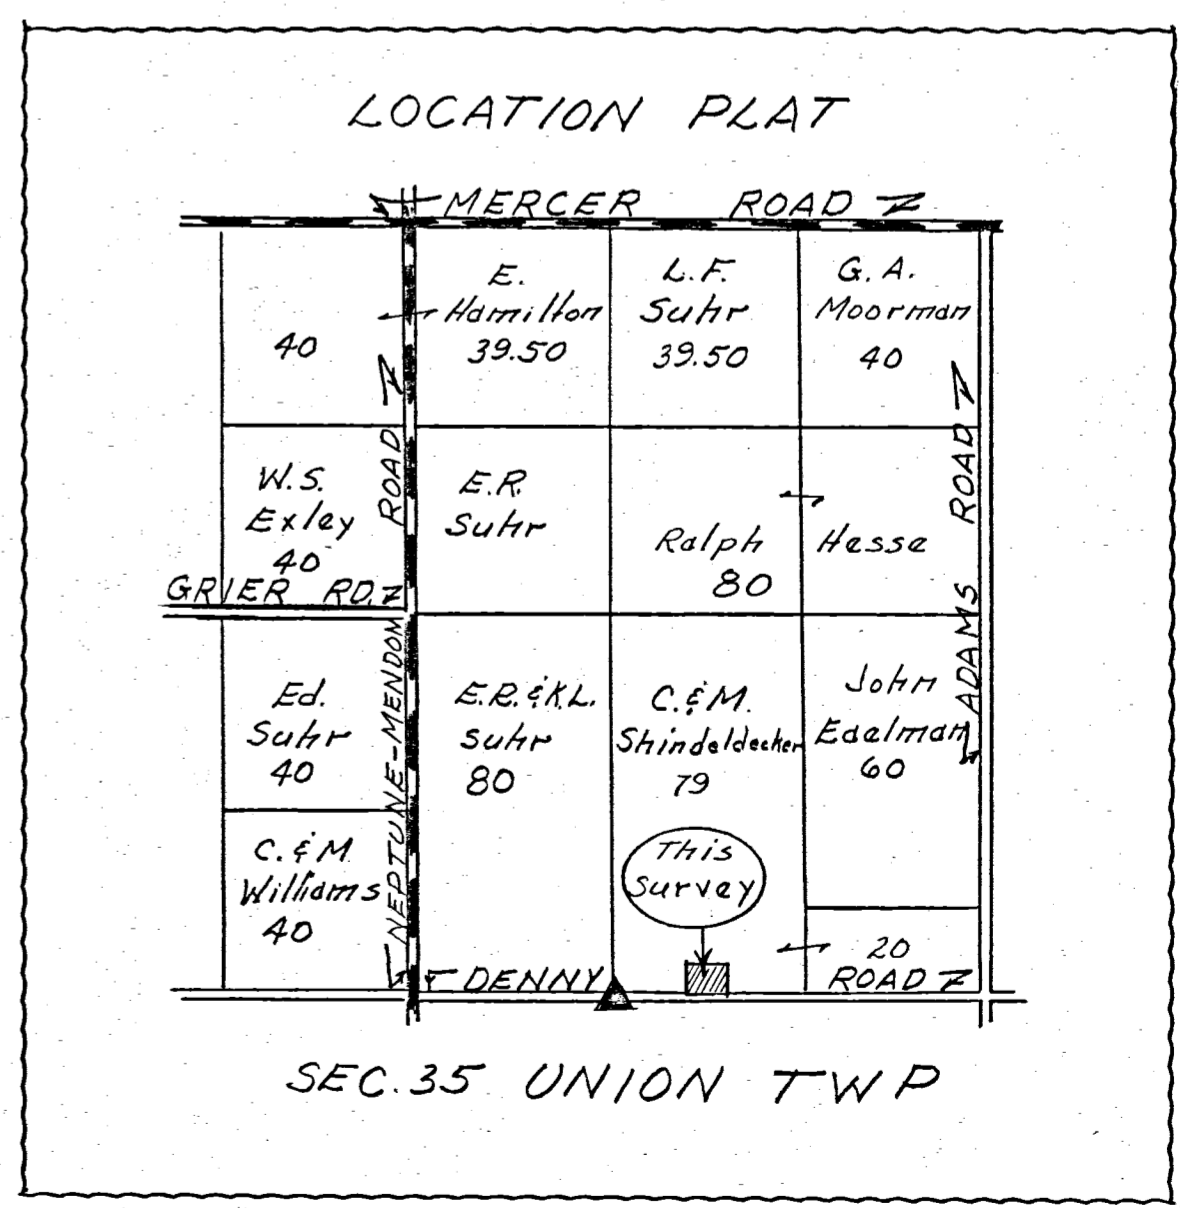 LOCATION PLAT
MERCER ROAD
40
E.
Hamilton
39.50
L.F.
Suhr
39.50
G.A.
Moorman
40
W.S.
Exley
40
E.R.
Suhr
Ralph Hesse
80
GRIER RD.
NEPTUNE-MENDON ROAD
ADAMS ROAD
Ed.
Suhr
40
E.R. & K.L.
Suhr
80
C. & M.
Shindeldecker
79
John
Edelman
60
C. & M.
Williams
40
This
Survey
20
DENNY ROAD
SEC. 35 UNION TWP